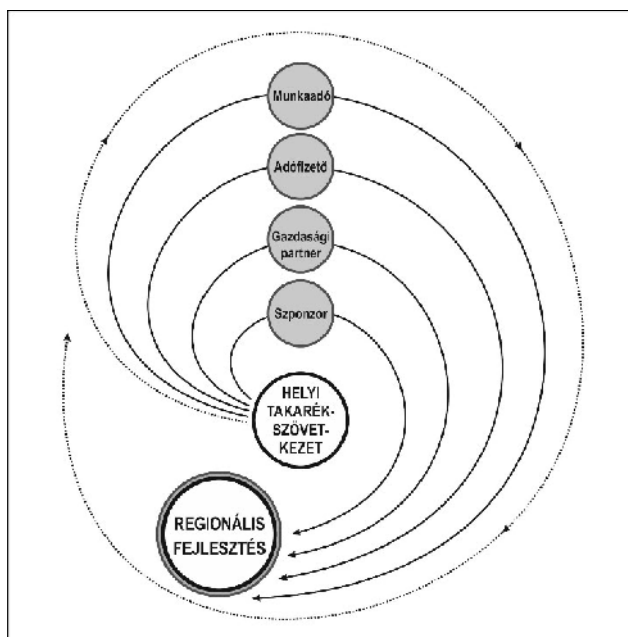 Munkaadó
Adófizető
Gazdasági
partner
Szponzor
HELYI
TAKARÉK-
SZÖVET-
KEZET
REGIONÁLIS
FEJLESZTÉS